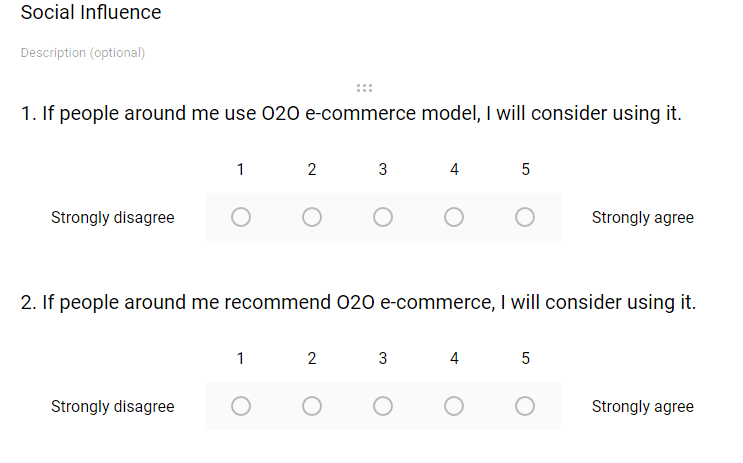 Social Influence
Description (optional)
1. If people around me use O2O e-commerce model, I will consider using it.
1 2 3 4 5
Strongly disagree Strongly agree
2. If people around me recommend O2O e-commerce, I will consider using it.
1 2 3 4 5
Strongly disagree Strongly agree